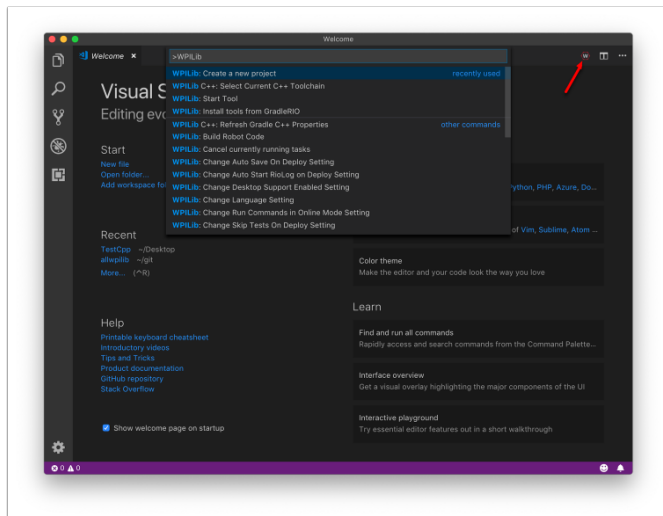 Welcome
Welcome ×
>WPILib
W
WPILib: Create a new project recently used
WPILib C++: Select Current C++ Toolchain
WPILib: Start Tool
WPILib: Install tools from GradleRIO
WPILib C++: Refresh Gradle C++ Properties other commands
WPILib: Build Robot Code
WPILib: Cancel currently running tasks
WPILib: Change Auto Save On Deploy Setting
WPILib: Change Auto Start RioLog on Deploy Setting
WPILib: Change Desktop Support Enabled Setting
WPILib: Change Language Setting
WPILib: Change Run Commands in Online Mode Setting
WPILib: Change Skip Tests On Deploy Setting
Visual S
Editing evo
Start
New file
Open folder...
Add workspace fol
Recent
TestCpp ~/Desktop
allwpilib ~/git
More... (^R)
Help
Printable keyboard cheatsheet
Introductory videos
Tips and Tricks
Product documentation
GitHub repository
Stack Overflow
Show welcome page on startup
Python, PHP, Azure, Do...
of Vim, Sublime, Atom ...
Color theme
Make the editor and your code look the way you love
Learn
Find and run all commands
Rapidly access and search commands from the Command Palette...
Interface overview
Get a visual overlay highlighting the major components of the UI
Interactive playground
Try essential editor features out in a short walkthrough
0 0